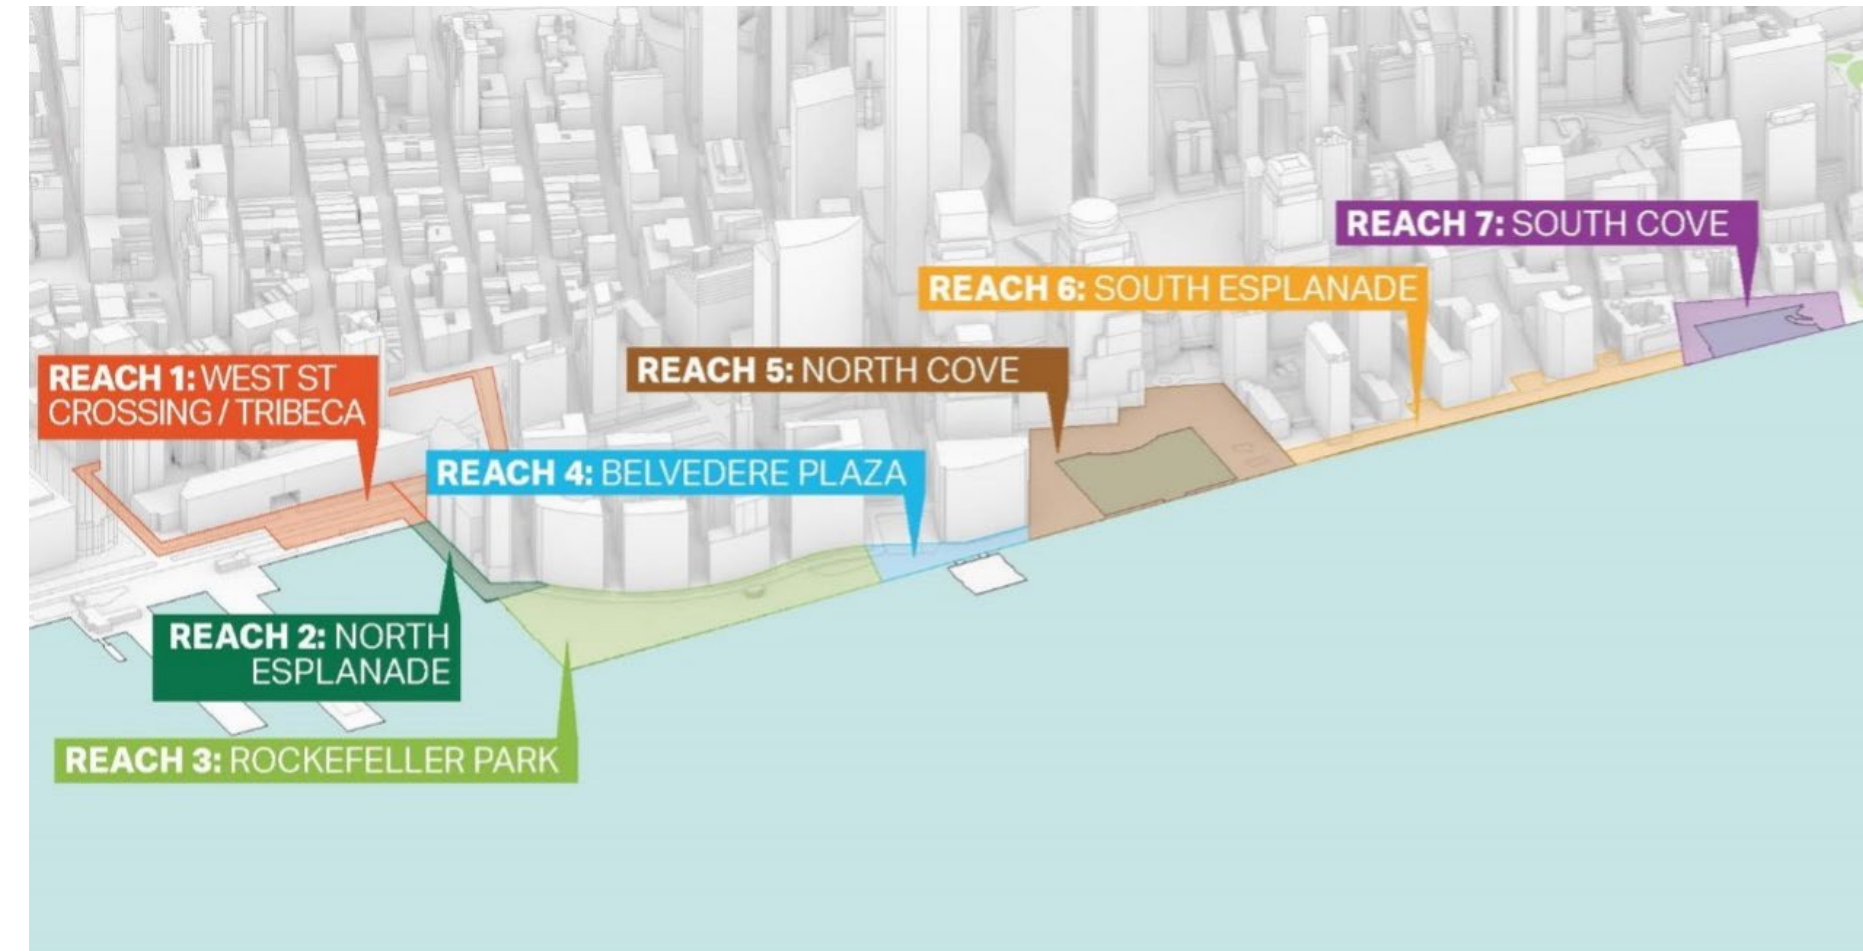 REACH 7: SOUTH COVE
REACH 6: SOUTH ESPLANADE
REACH 5: NORTH COVE
REACH 1: WEST ST
CROSSING / TRIBECA
REACH 4: BELVEDERE PLAZA
REACH 2: NORTH
ESPLANADE
REACH 3: ROCKEFELLER PARK